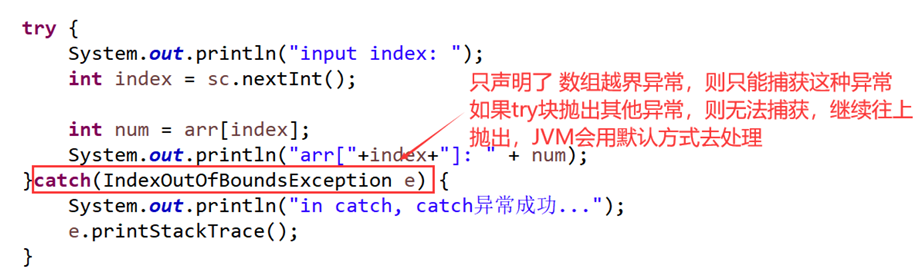 try {
System.out.println("input index: ");
int index = sc.nextInt();
只声明了 数组越界异常，则只能捕获这种异常
如果try块抛出其他异常，则无法捕获，继续往上
抛出，JVM会用默认方式去处理
int num = arr[index];
System.out.println("arr["+index+"]: " + num);
}catch(IndexOutOfBoundsException e) {
System.out.println("in catch, catch异常成功...");
e.printStackTrace();
}